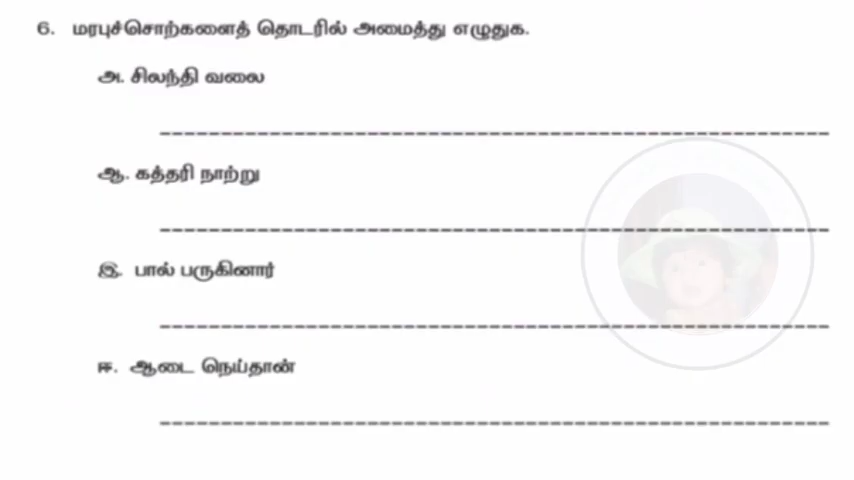 6. மரபுச்சொற்களைத் தொடரில் அமைத்து எழுதுக.
அ. சிலந்தி வலை
ஆ. கத்தரி நாற்று
இ. பால் பருகினார்
ஈ. ஆடை நெய்தான்